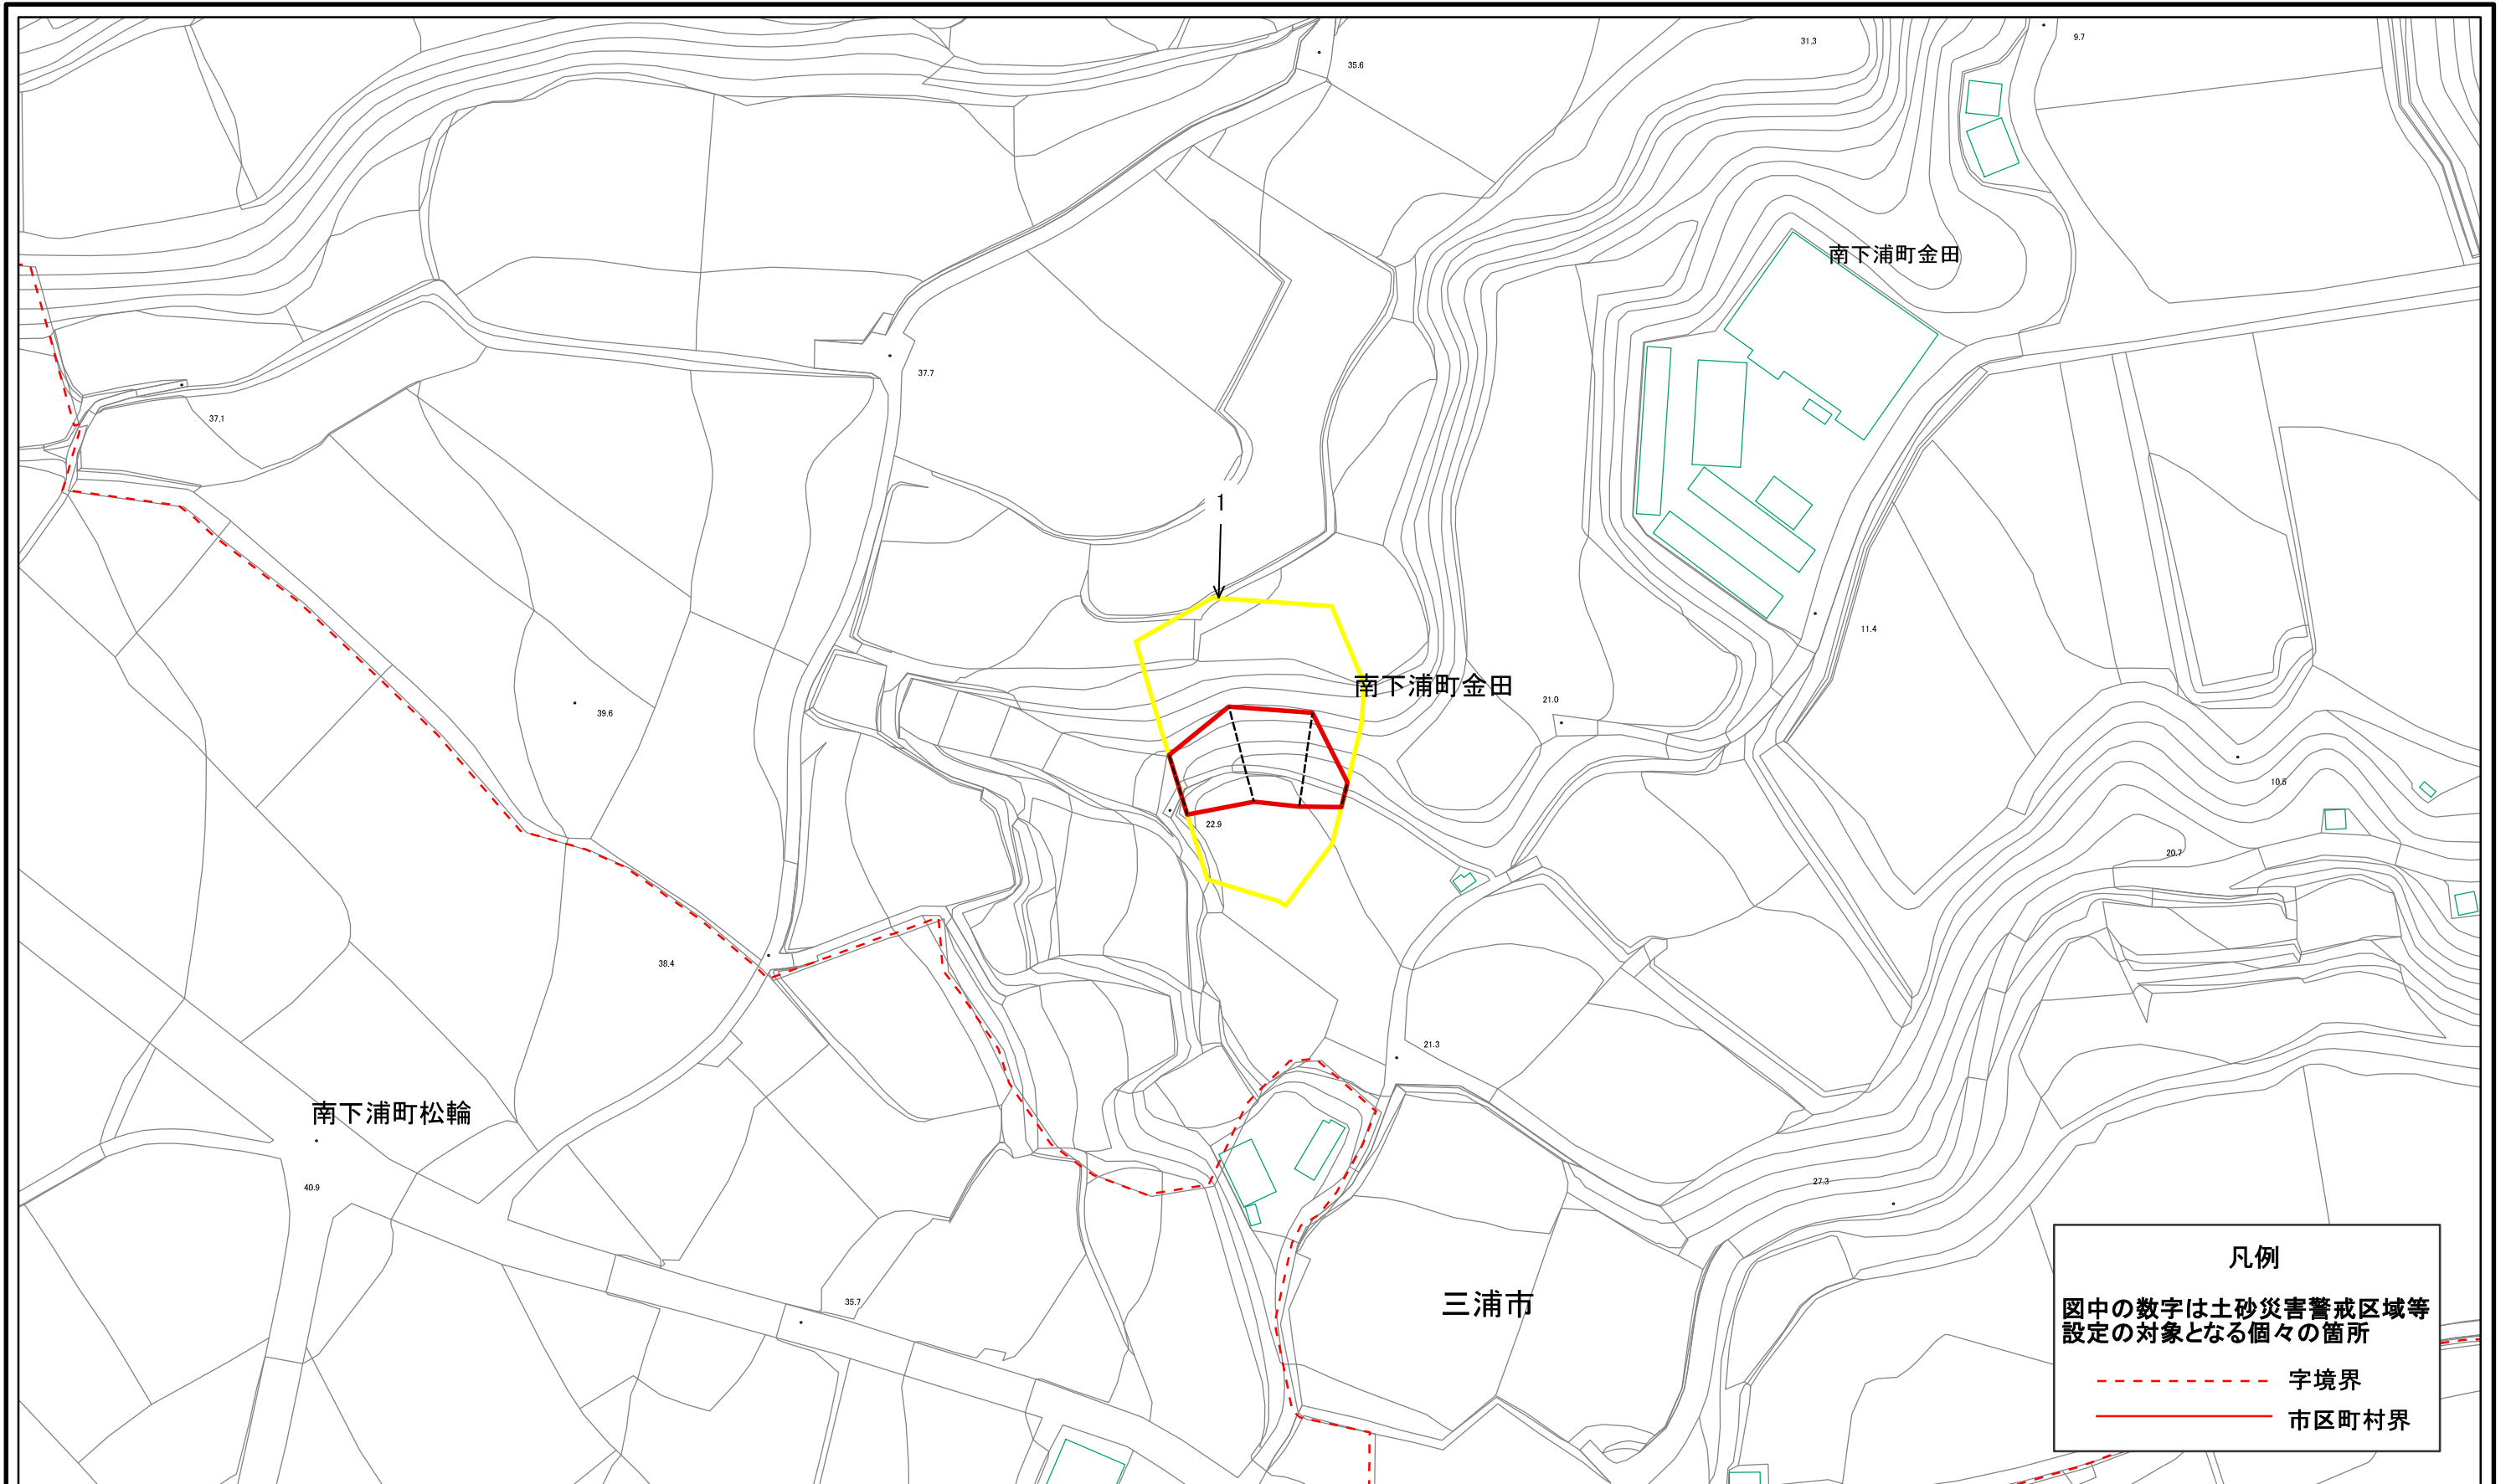 31.3
9.7
35.6
南下浦町金田
37.7
37.1
1
11.4
南下浦町金田
21.0
39.6
10.5
22.9
20.7
38.4
21.3
南下浦町松輪
40.9
27.3
35.7
三浦市
凡例
図中の数字は土砂災害警戒区域等
設定の対象となる個々の箇所
字境界
市区町村界